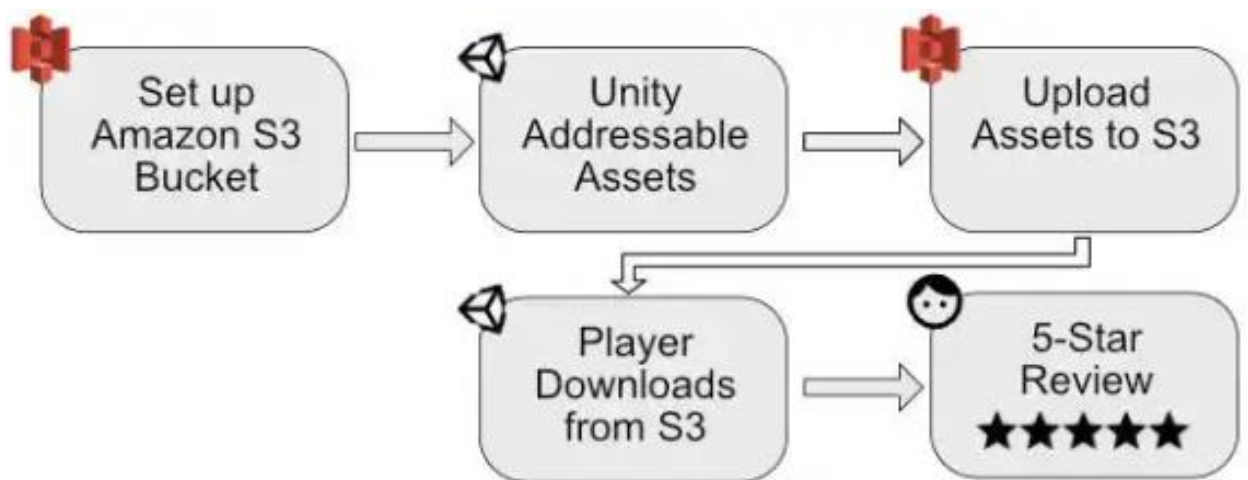 Set up
Amazon S3
Bucket
Unity
Addressable
Assets
Upload
Assets to S3
Player
Downloads
from S3
5-Star
Review